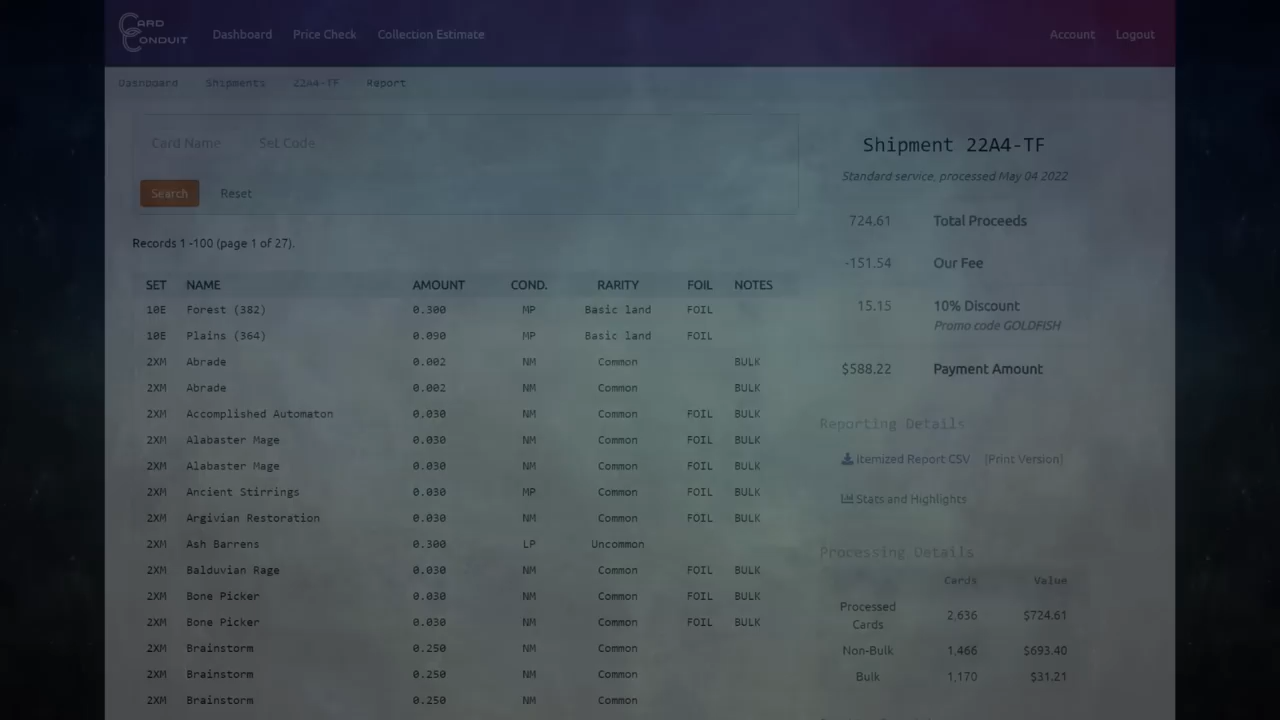 CARD CONDUIT
Dashboard Price Check Collection Estimate Account Logout
Dashboard Shipments 22A4-TF Report
Card Name Set Code
Search Reset
Records 1 -100 (page 1 of 27).
SET NAME AMOUNT COND. RARITY FOIL NOTES
10E Forest (382) 0.300 MP Basic land FOIL
10E Plains (364) 0.090 MP Basic land FOIL
2XM Abrade 0.002 NM Common BULK
2XM Abrade 0.002 NM Common BULK
2XM Accomplished Automaton 0.030 NM Common FOIL BULK
2XM Alabaster Mage 0.030 NM Common FOIL BULK
2XM Alabaster Mage 0.030 NM Common FOIL BULK
2XM Ancient Stirrings 0.030 MP Common FOIL BULK
2XM Argivian Restoration 0.030 NM Common FOIL BULK
2XM Ash Barrens 0.300 LP Uncommon
2XM Balduvian Rage 0.030 NM Common FOIL BULK
2XM Bone Picker 0.030 NM Common FOIL BULK
2XM Bone Picker 0.030 NM Common FOIL BULK
2XM Brainstorm 0.250 NM Common
2XM Brainstorm 0.250 NM Common
2XM Brainstorm 0.250 NM Common
Shipment 22A4-TF
Standard service, processed May 04 2022
724.61 Total Proceeds
-151.54 Our Fee
15.15 10% Discount
Promo code GOLDFISH
$588.22 Payment Amount
Reporting Details
Itemized Report CSV (Print Version)
Stats and Highlights
Processing Details
Cards Value
Processed Cards 2,636 $724.61
Non-Bulk 1,466 $693.40
Bulk 1,170 $31.21